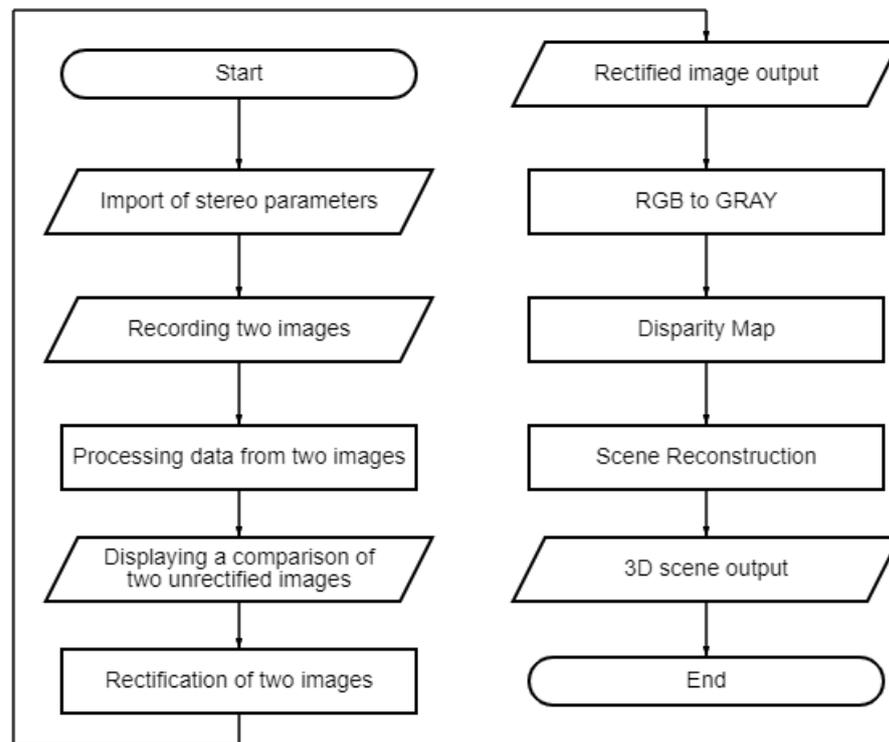 Start
Import of stereo parameters
Recording two images
Processing data from two images
Displaying a comparison of
two unrectified images
Rectification of two images
Rectified image output
RGB to GRAY
Disparity Map
Scene Reconstruction
3D scene output
End